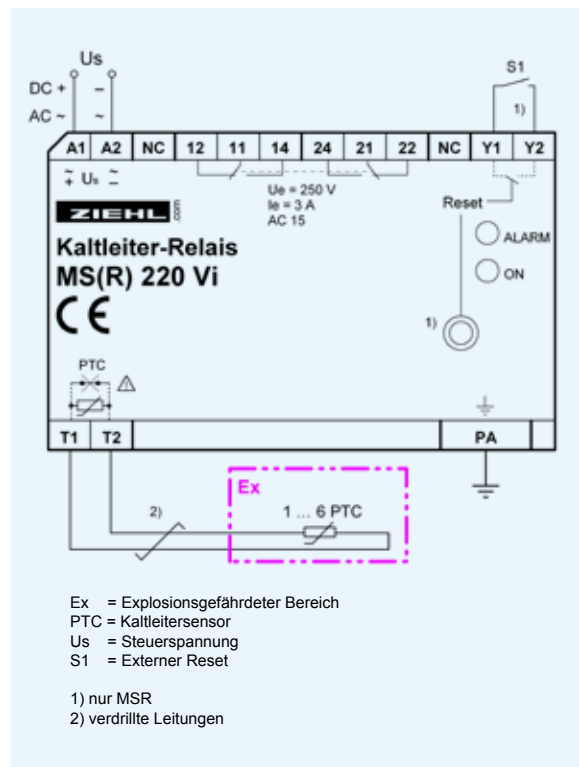 Us
S1
DC + –
AC ~ ~
1)
A1 A2 NC 12 11 14 24 21 22 NC Y1 Y2
~ + Us ~ –
Ue = 250 V
Ie = 3 A
AC 15
Reset
ZIEHL .com
ALARM
Kaltleiter-Relais
MS(R) 220 Vi
ON
CE
1)
PTC
T1 T2 PA
Ex
2) 1 ... 6 PTC
Ex = Explosionsgefährdeter Bereich
PTC = Kaltleitersensor
Us = Steuerspannung
S1 = Externer Reset
1) nur MSR
2) verdrillte Leitungen